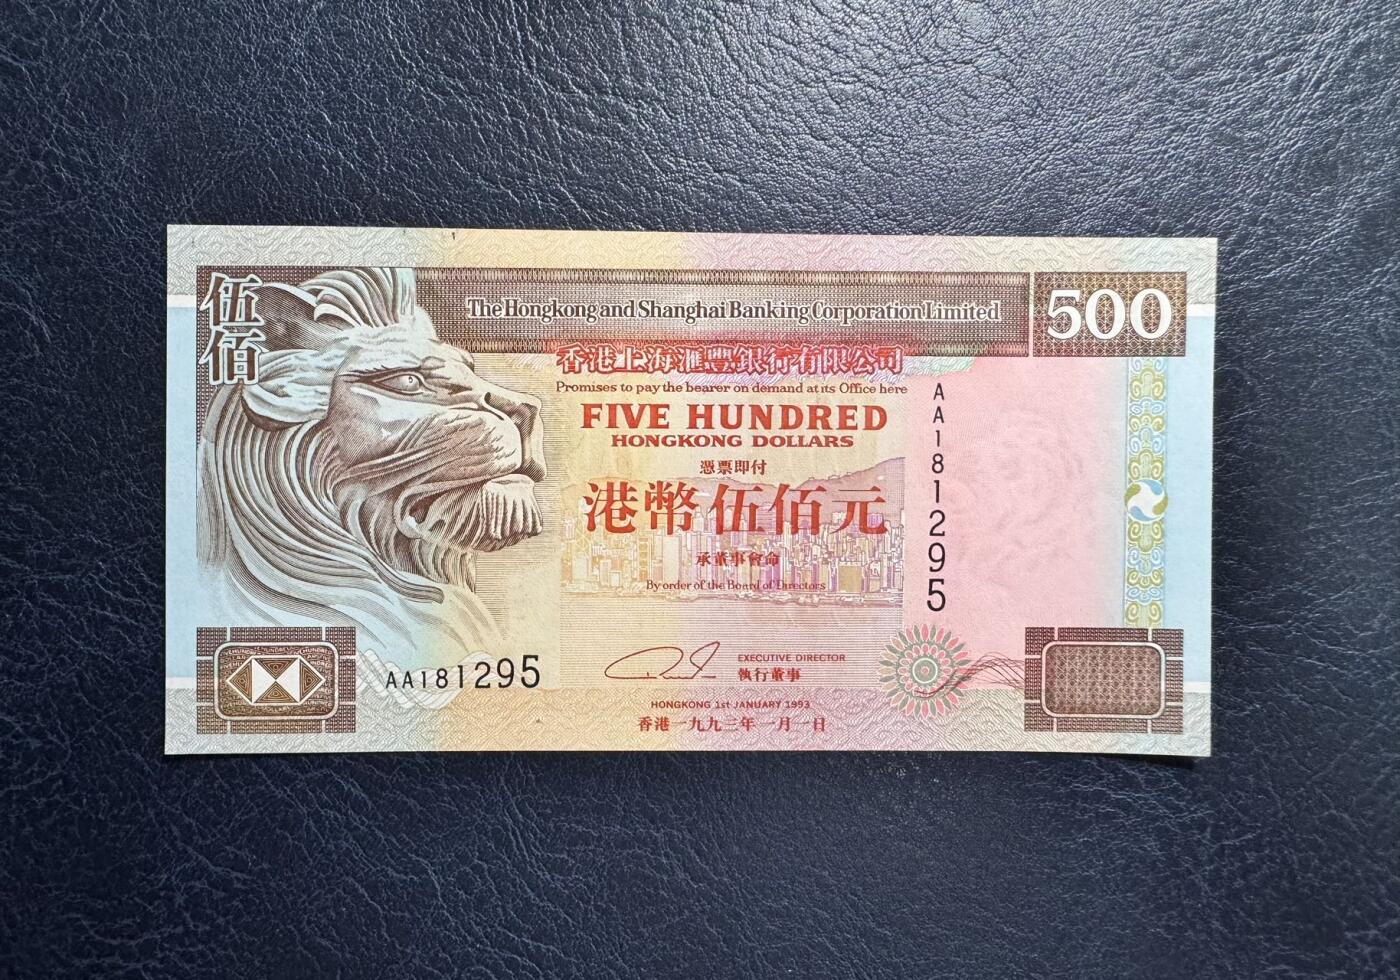 伍佰
The Hongkong and Shanghai Banking Corporation Limited
500
香港上海滙豐銀行有限公司
Promises to pay the bearer on demand at its Office here
FIVE HUNDRED
HONGKONG DOLLARS
憑票即付
港幣伍佰元
承董事會命
By order of the Board of Directors
AA181295
AA181295
EXECUTIVE DIRECTOR
執行董事
HONGKONG 1st JANUARY 1993
香港一九九三年一月一日